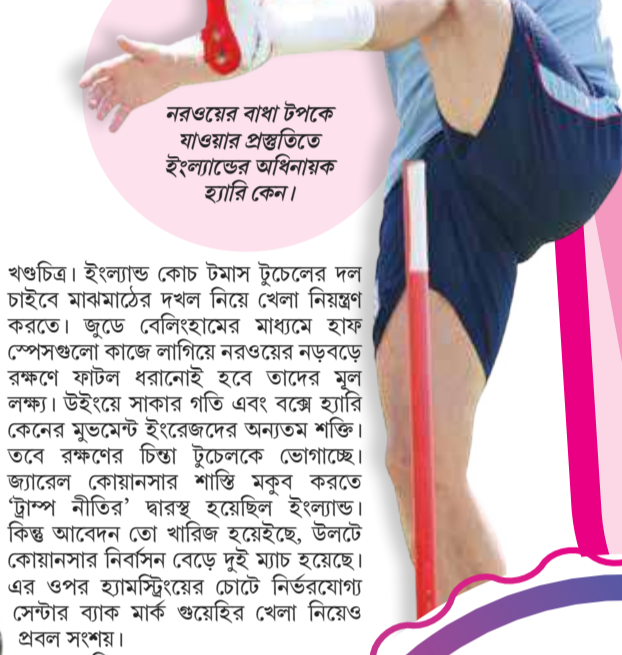 নরওয়ের বাধা টপকে
যাওয়ার প্রস্তুতিতে
ইংল্যান্ডের অধিনায়ক
হ্যারি কেন।
খণ্ডচিত্র। ইংল্যান্ড কোচ টমাস টুচেলের দল
চাইবে মাঝমাঠের দখল নিয়ে খেলা নিয়ন্ত্রণ
করতে। জুডে বেলিংহামের মাধ্যমে হাফ
স্পেসগুলো কাজে লাগিয়ে নরওয়ের নড়বড়ে
রক্ষণে ফাটল ধরানোই হবে তাদের মূল
লক্ষ্য। উইংয়ে সাকার গতি এবং বক্সে হ্যারি
কেনের মুভমেন্ট ইংরেজদের অন্যতম শক্তি।
তবে রক্ষণের চিন্তা টুচেলকে ভোগাচ্ছে।
জ্যারেল কোয়ানসার শাস্তি মকুব করতে
‘ট্রাম্প নীতির’ দ্বারস্থ হয়েছিল ইংল্যান্ড।
কিন্তু আবেদন তো খারিজ হয়েইছে, উলটে
কোয়ানসার নির্বাসন বেড়ে দুই ম্যাচ হয়েছে।
এর ওপর হ্যামস্ট্রিংয়ের চোটে নির্ভরযোগ্য
সেন্টার ব্যাক মার্ক গুয়েহির খেলা নিয়েও
প্রবল সংশয়।